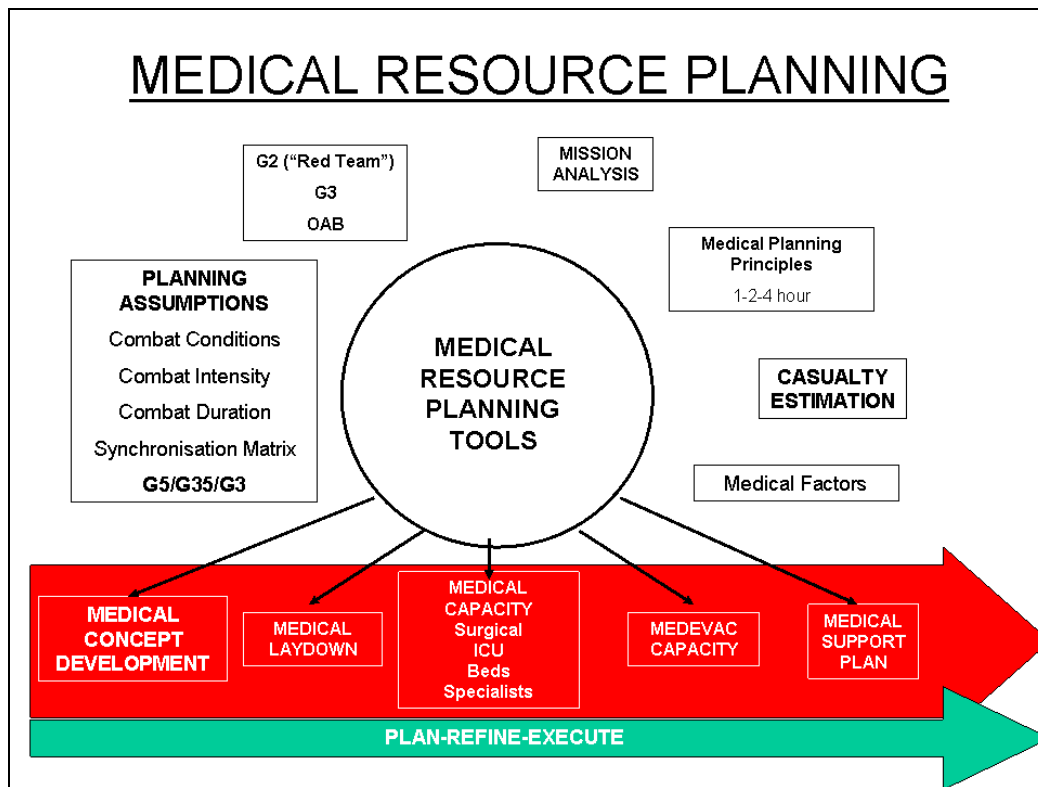 MEDICAL RESOURCE PLANNING
G2 ("Red Team")
G3
OAB
MISSION
ANALYSIS
Medical Planning
Principles
1-2-4 hour
PLANNING
ASSUMPTIONS
Combat Conditions
Combat Intensity
Combat Duration
Synchronisation Matrix
G5/G35/G3
MEDICAL
RESOURCE
PLANNING
TOOLS
CASUALTY
ESTIMATION
Medical Factors
MEDICAL
CONCEPT
DEVELOPMENT
MEDICAL
LAYDOWN
MEDICAL
CAPACITY
Surgical
ICU
Beds
Specialists
MEDEVAC
CAPACITY
MEDICAL
SUPPORT
PLAN
PLAN-REFINE-EXECUTE